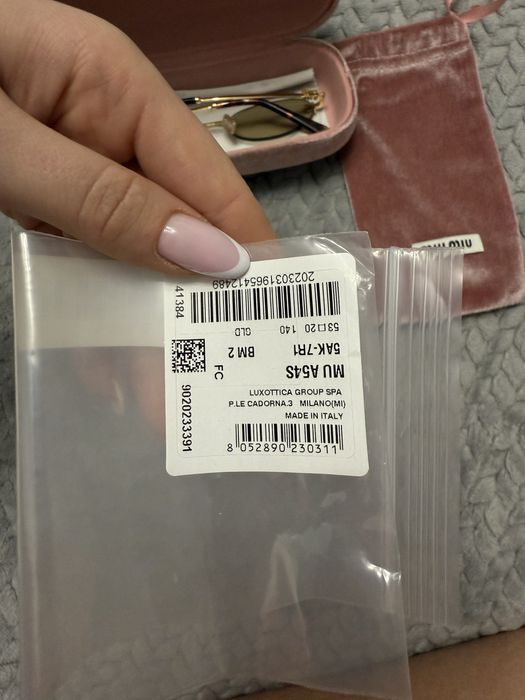 miu miu
2023031965412489
41384
53□20 140
GLD
5AK-7R1
BM 2
MU A54S
FC
9020233391
LUXOTTICA GROUP SPA
P.LE CADORNA.3 MILANO(MI)
MADE IN ITALY
8 052890 230311